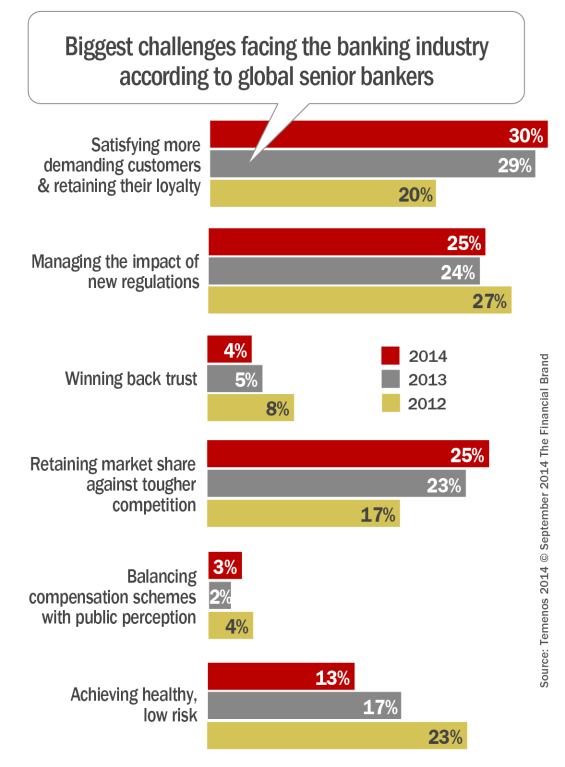 Biggest challenges facing the banking industry
according to global senior bankers
Satisfying more
demanding customers
& retaining their loyalty
30%
29%
20%
Managing the impact of
new regulations
25%
24%
27%
Winning back trust
4%
5%
8%
2014
2013
2012
Retaining market share
against tougher
competition
25%
23%
17%
Balancing
compensation schemes
with public perception
3%
2%
4%
Achieving healthy,
low risk
13%
17%
23%
Source: Temenos 2014 © September 2014 The Financial Brand